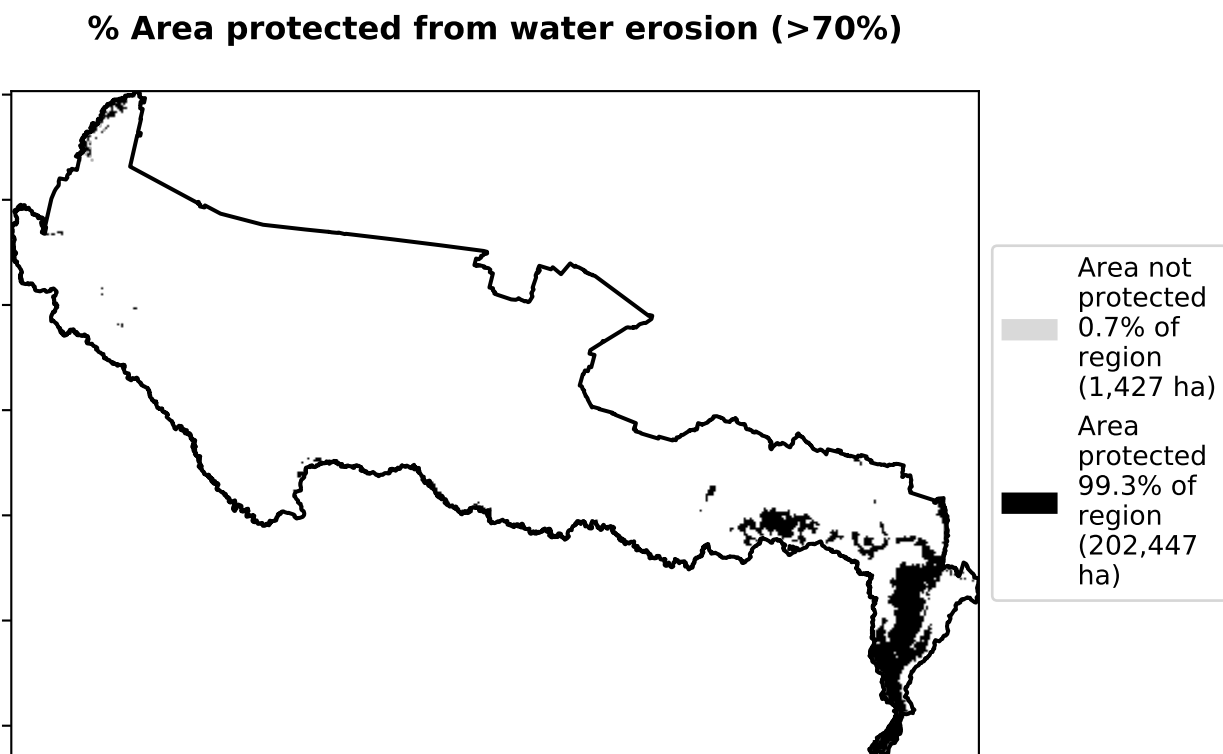 % Area protected from water erosion (>70%)
Area not
protected
0.7% of
region
(1,427 ha)
Area
protected
99.3% of
region
(202,447
ha)